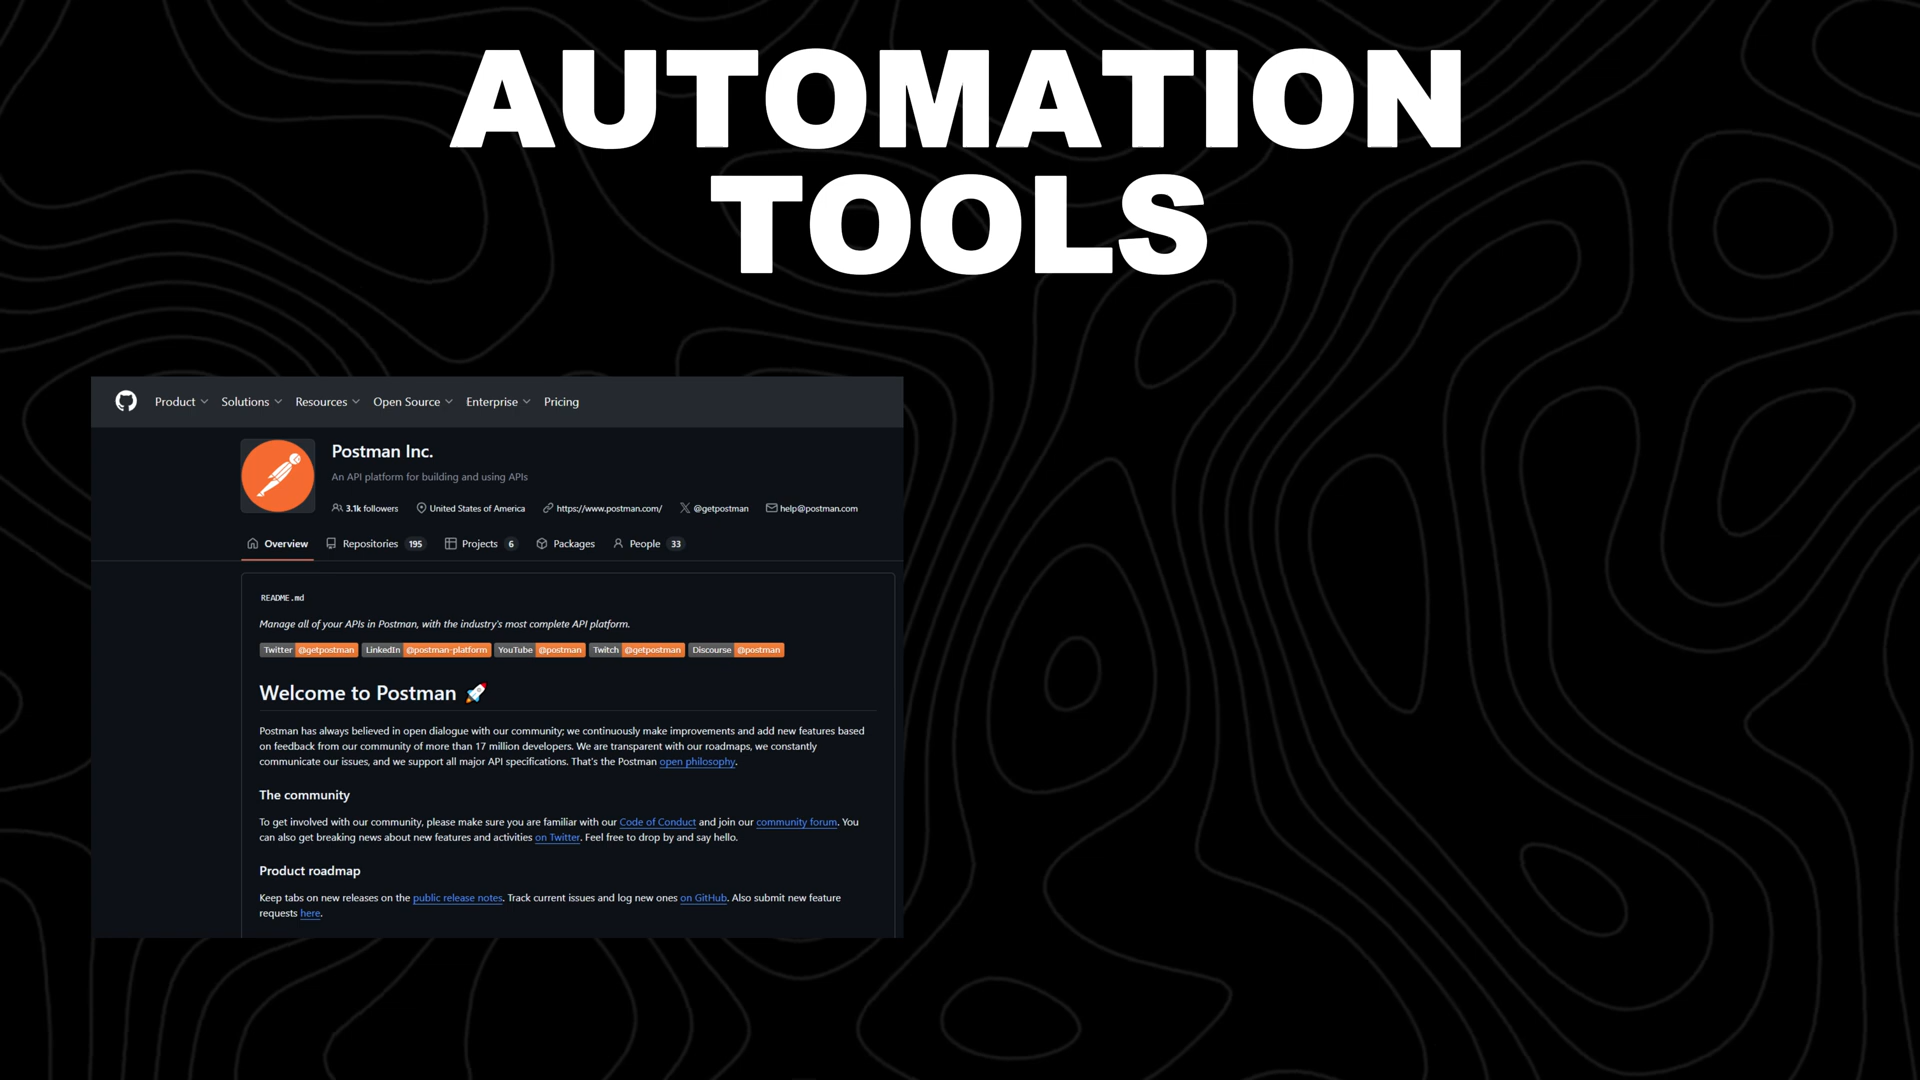 AUTOMATION
TOOLS
Product Solutions Resources Open Source Enterprise Pricing
Postman Inc.
An API platform for building and using APIs
3.1k followers United States of America https://www.postman.com/ @getpostman help@postman.com
Overview Repositories 195 Projects 6 Packages People 33
README.md
Manage all of your APIs in Postman, with the industry's most complete API platform.
Twitter @getpostman LinkedIn @postman-platform YouTube @postman Twitch @getpostman Discourse @postman
Welcome to Postman 🚀
Postman has always believed in open dialogue with our community; we continuously make improvements and add new features based
on feedback from our community of more than 17 million developers. We are transparent with our roadmaps, we constantly
communicate our issues, and we support all major API specifications. That's the Postman open philosophy.
The community
To get involved with our community, please make sure you are familiar with our Code of Conduct and join our community forum. You
can also get breaking news about new features and activities on Twitter. Feel free to drop by and say hello.
Product roadmap
Keep tabs on new releases on the public release notes. Track current issues and log new ones on GitHub. Also submit new feature
requests here.